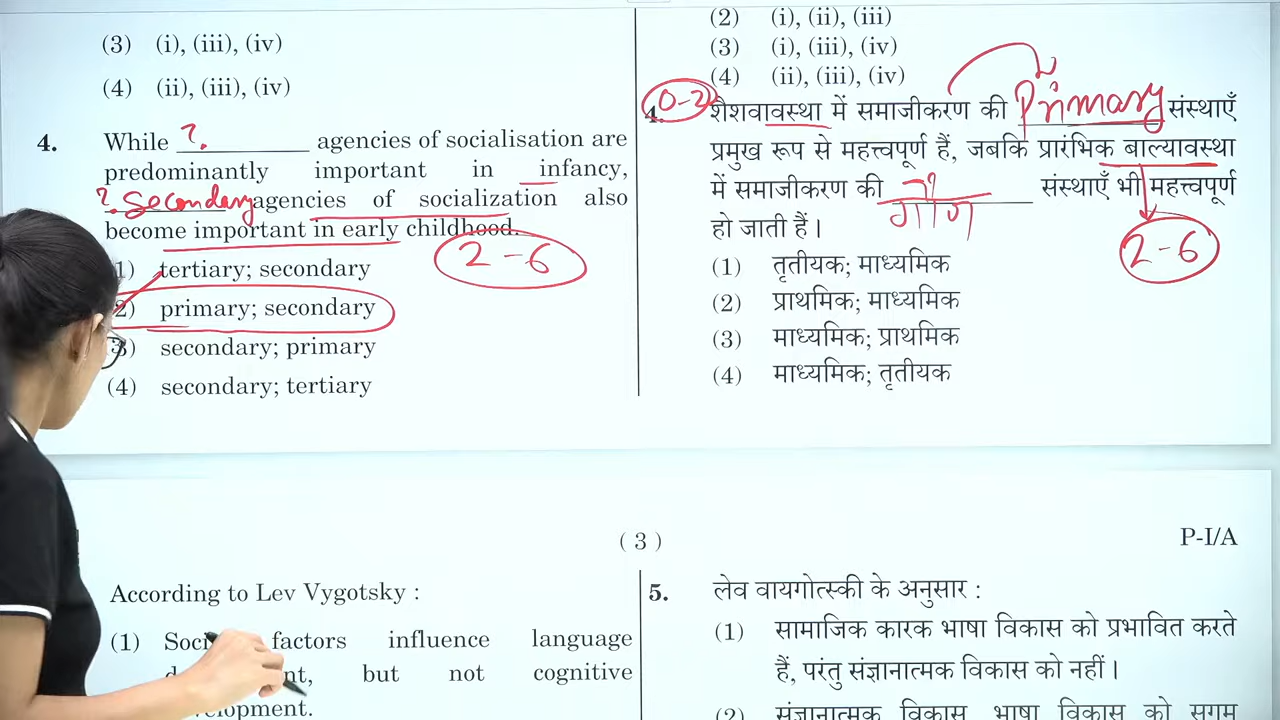 (3) (i), (iii), (iv)
(4) (ii), (iii), (iv)
4. While ?. agencies of socialisation are
predominantly important in infancy,
?. Secondary agencies of socialization also
become important in early childhood.
2-6
1) tertiary; secondary
2) primary; secondary
3) secondary; primary
(4) secondary; tertiary
(2) (i), (ii), (iii)
(3) (i), (iii), (iv)
(4) (ii), (iii), (iv)
0-2
4. शैशवावस्था में समाजीकरण की Primary संस्थाएँ
प्रमुख रूप से महत्त्वपूर्ण हैं, जबकि प्रारंभिक बाल्यावस्था
में समाजीकरण की गौण संस्थाएँ भी महत्त्वपूर्ण
हो जाती हैं।
2-6
(1) तृतीयक; माध्यमिक
(2) प्राथमिक; माध्यमिक
(3) माध्यमिक; प्राथमिक
(4) माध्यमिक; तृतीयक
( 3 )
P-I/A
According to Lev Vygotsky :
(1) factors influence language
but not cognitive
5. लेव वायगोत्स्की के अनुसार :
(1) सामाजिक कारक भाषा विकास को प्रभावित करते
हैं, परंतु संज्ञानात्मक विकास को नहीं।
(2) संज्ञानात्मक विकास भाषा विकास को सुगम